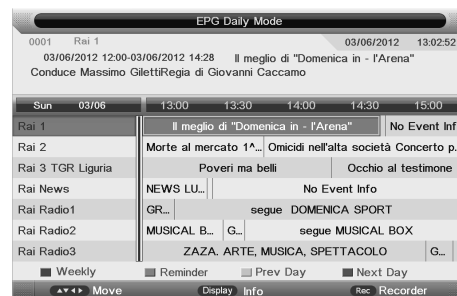 EPG Daily Mode
0001 Rai 1 03/06/2012 13:02:52
03/06/2012 12:00-03/06/2012 14:28 Il meglio di "Domenica in - l'Arena"
Conduce Massimo GilettiRegia di Giovanni Caccamo
Sun 03/06 13:00 13:30 14:00 14:30 15:00
Rai 1 Il meglio di "Domenica in - l'Arena" No Event Inf
Rai 2 Morte al mercato 1^... Omicidi nell'alta società Concerto p.
Rai 3 TGR Liguria Poveri ma belli Occhio al testimone
Rai News NEWS LU... No Event Info
Rai Radio1 GR... segue DOMENICA SPORT
Rai Radio2 MUSICAL B... G... segue MUSICAL BOX
Rai Radio3 ZAZA. ARTE, MUSICA, SPETTACOLO G...
Weekly Reminder Prev Day Next Day
Move Display Info Rec Recorder